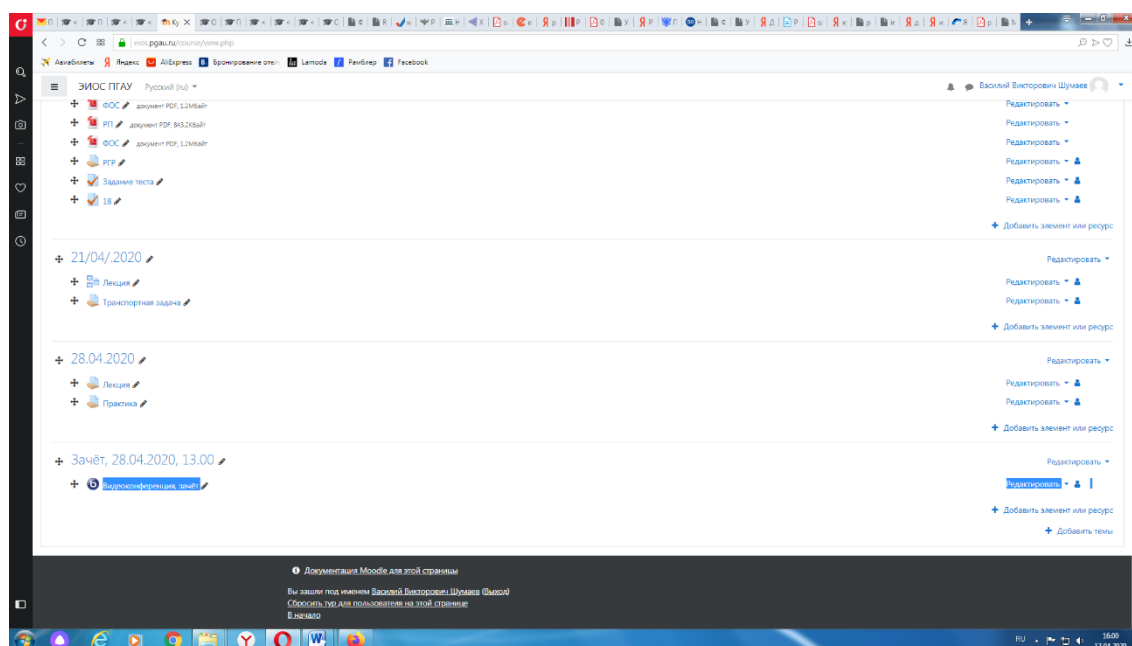 eios.pgau.ru/course/view.php
Авиабилеты Яндекс AliExpress Бронирование отел Lamoda Рамблер Facebook
ЭИОС ПГАУ Русский (ru) Василий Викторович Шумаев
ФОС документ PDF, 1.2Мбайт Редактировать
РП документ PDF, 843.2Кбайт Редактировать
ФОС документ PDF, 1.2Мбайт Редактировать
РГР Редактировать
Задание теста Редактировать
18 Редактировать
+ Добавить элемент или ресурс
21/04/.2020 Редактировать
Лекция Редактировать
Транспортная задача Редактировать
+ Добавить элемент или ресурс
28.04.2020 Редактировать
Лекция Редактировать
Практика Редактировать
+ Добавить элемент или ресурс
Зачёт, 28.04.2020, 13.00 Редактировать
Видеоконференция, зачёт Редактировать
+ Добавить элемент или ресурс
+ Добавить темы
Документация Moodle для этой страницы
Вы зашли под именем Василий Викторович Шумаев (Выход)
Сбросить тур для пользователя на этой странице
В начало
RU 16:00
17.04.2020